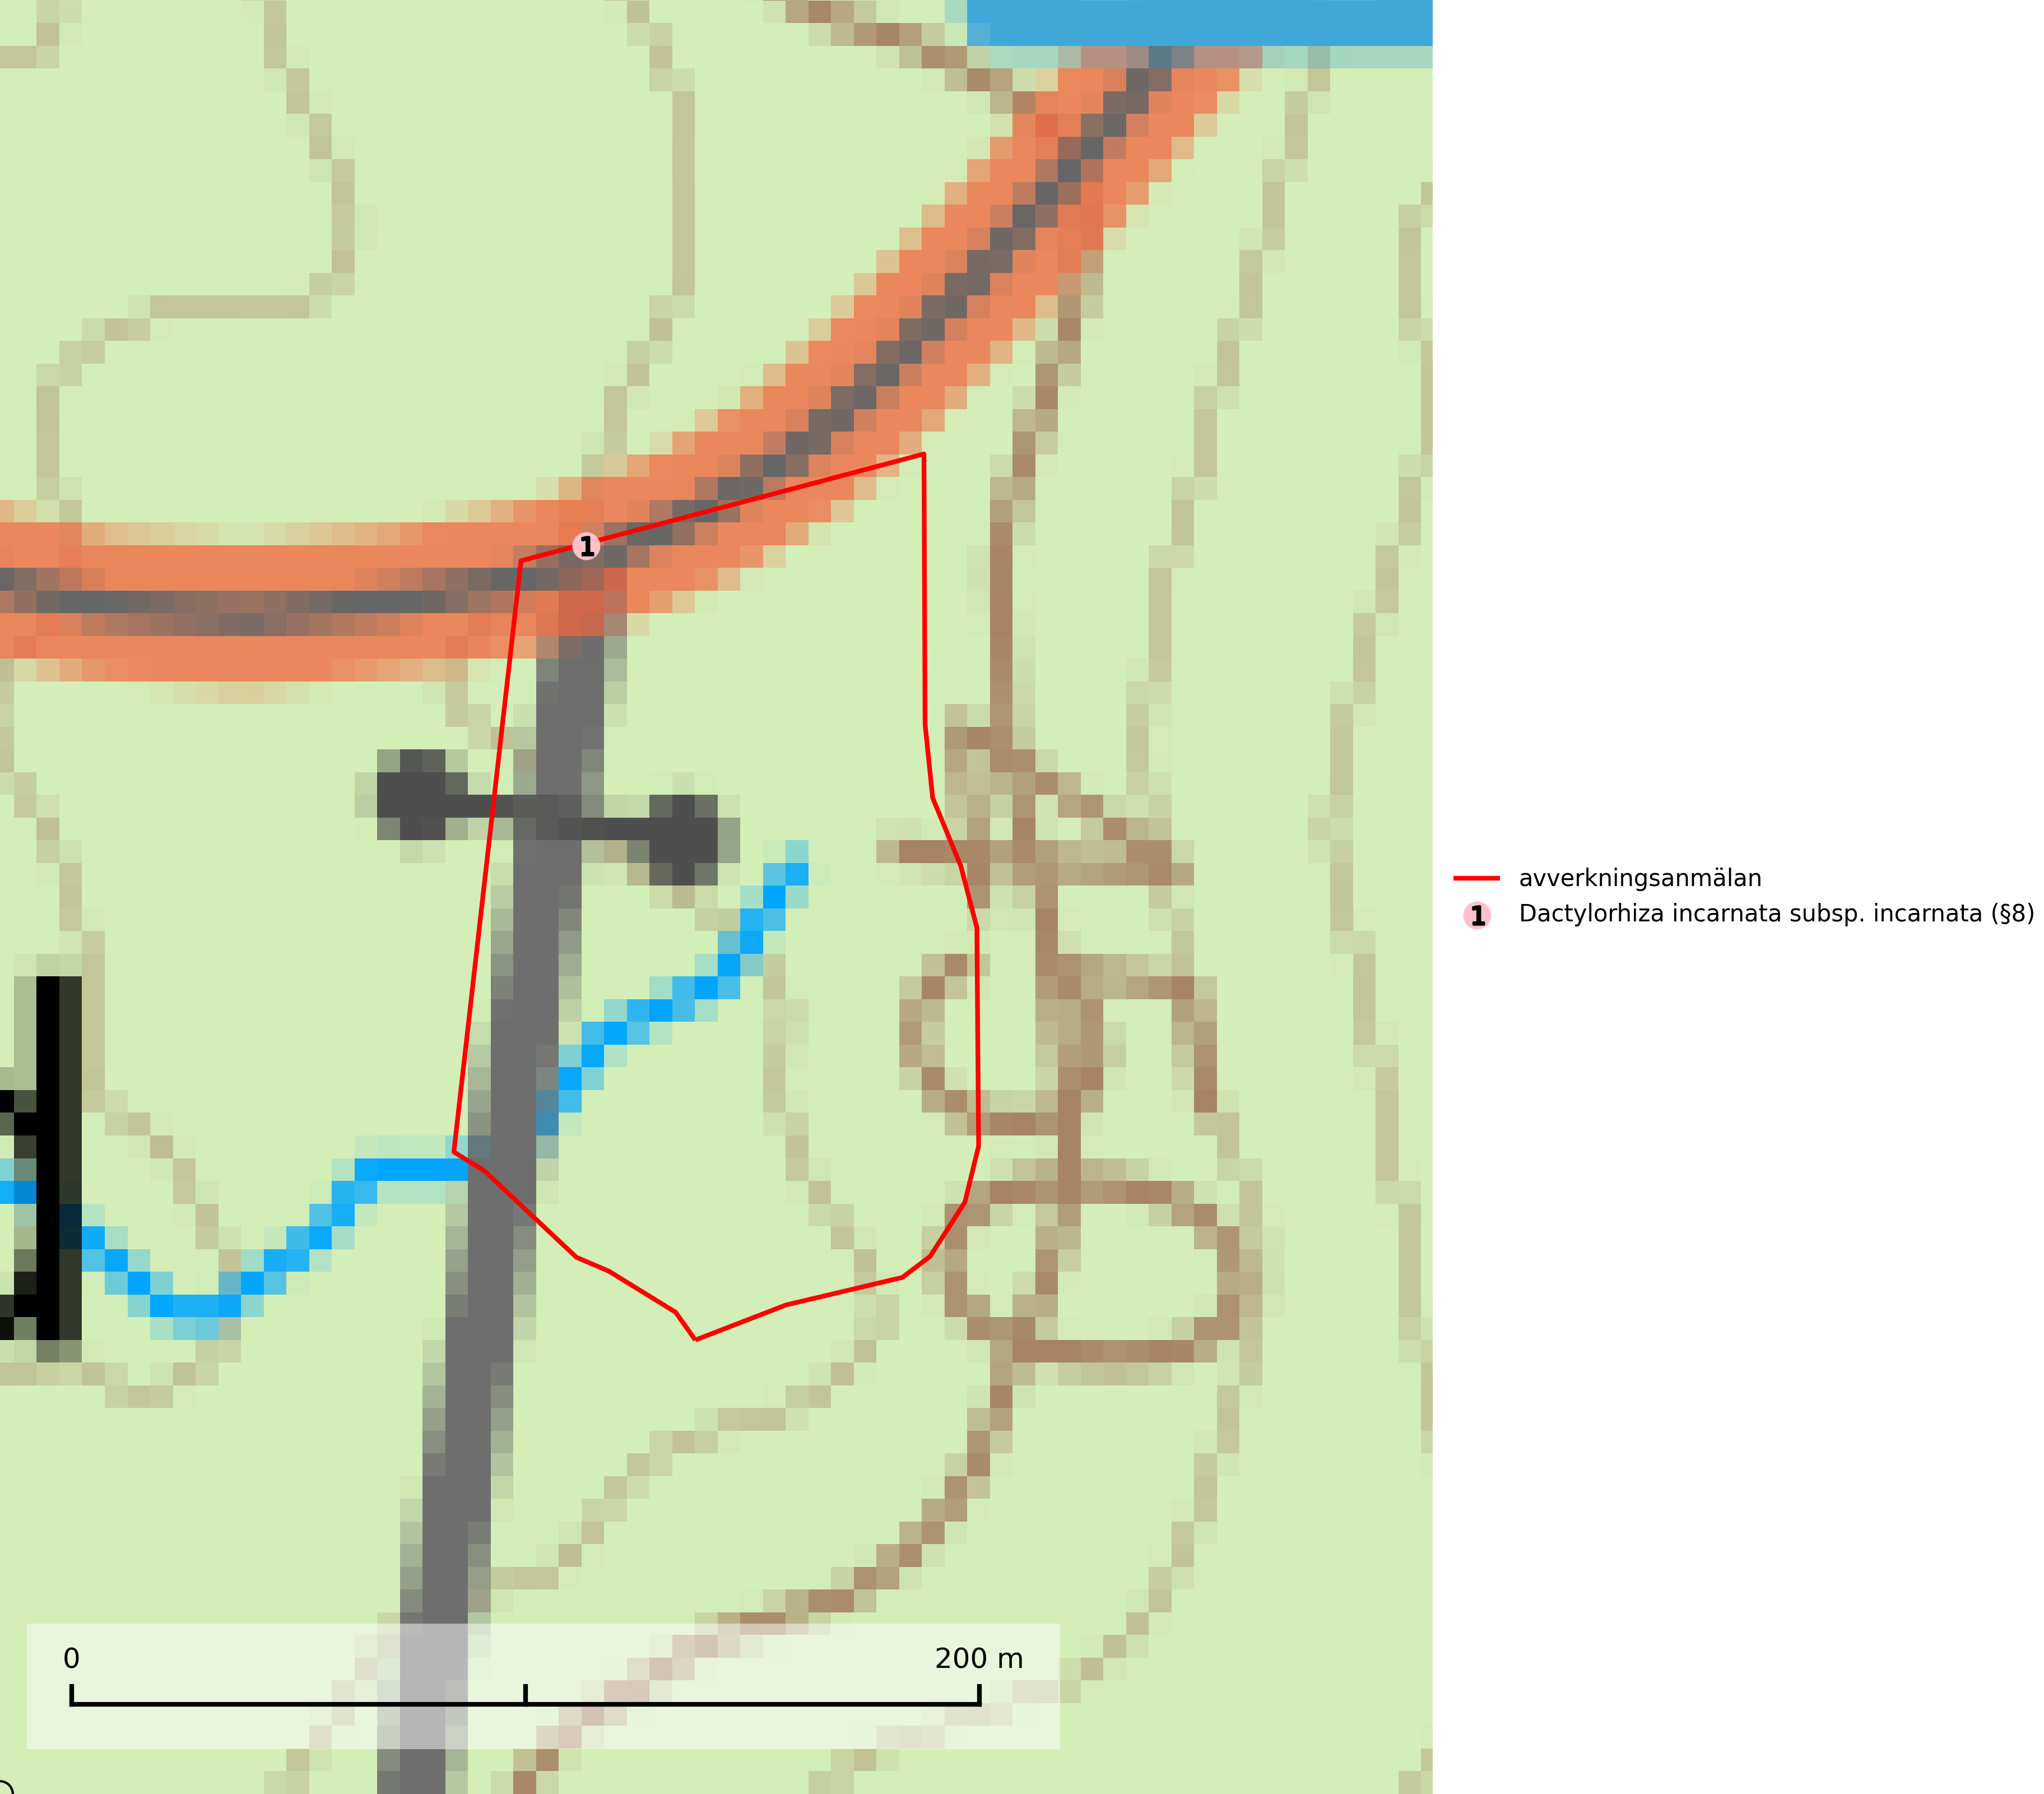 1
avverkningsanmälan
1 Dactylorhiza incarnata subsp. incarnata (§8)
0 200 m